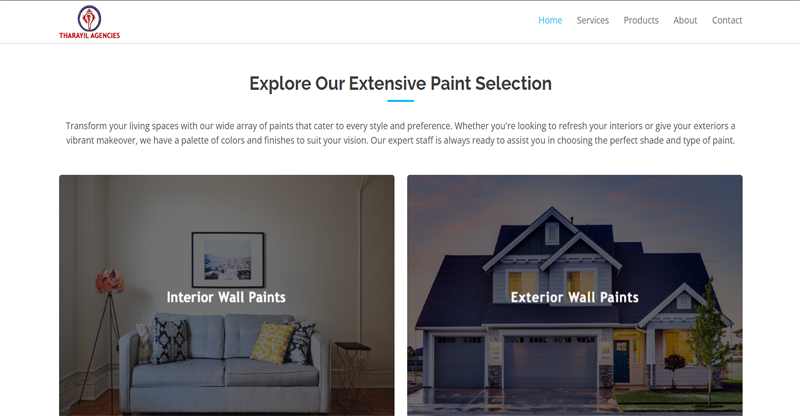 THARAYIL AGENCIES
Home Services Products About Contact
Explore Our Extensive Paint Selection
Transform your living spaces with our wide array of paints that cater to every style and preference. Whether you're looking to refresh your interiors or give your exteriors a
vibrant makeover, we have a palette of colors and finishes to suit your vision. Our expert staff is always ready to assist you in choosing the perfect shade and type of paint.
Interior Wall Paints
Exterior Wall Paints